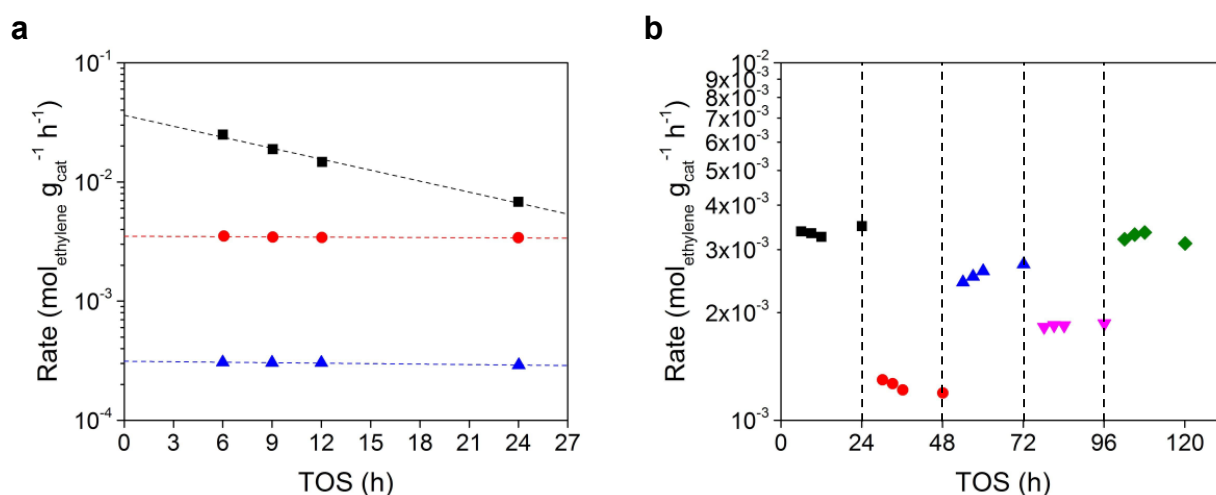 a
10⁻¹
10⁻²
10⁻³
10⁻⁴
Rate (mol_ethylene g_cat⁻¹ h⁻¹)
0 3 6 9 12 15 18 21 24 27
TOS (h)
b
10⁻²
9x10⁻³
8x10⁻³
7x10⁻³
6x10⁻³
5x10⁻³
4x10⁻³
3x10⁻³
2x10⁻³
10⁻³
Rate (mol_ethylene g_cat⁻¹ h⁻¹)
0 24 48 72 96 120
TOS (h)